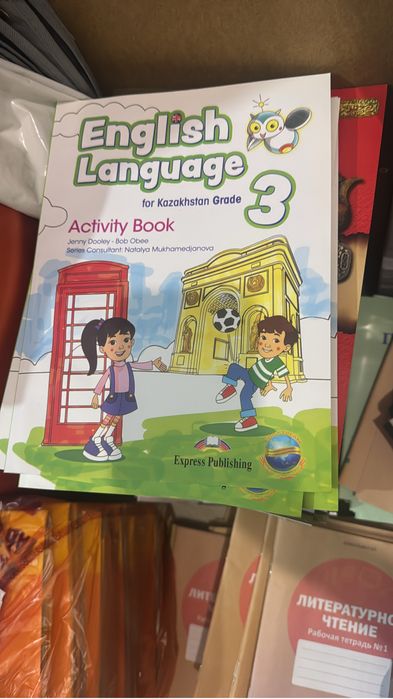 English
Language
for Kazakhstan Grade 3
Activity Book
Jenny Dooley - Bob Obee
Series Consultant: Natalya Mukhamedjanova
Express Publishing
ЛИТЕРАТУРНО
ЧТЕНИЕ
Рабочая тетрадь №1